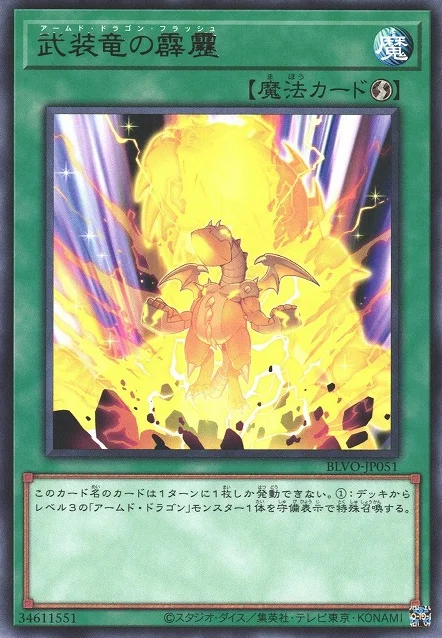 アームド・ドラゴン・フラッシュ
武装竜の霹靂
魔
【魔法カード】
BLVO-JP051
このカード名のカードは1ターンに1枚しか発動できない。①：デッキから
レベル3の「アームド・ドラゴン」モンスター1体を守備表示で特殊召喚する。
34611551
©スタジオ・ダイス／集英社・テレビ東京・KONAMI